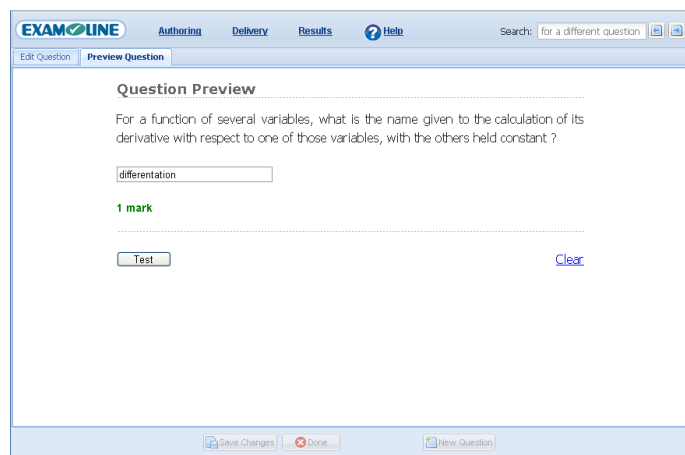 EXAMOLINE Authoring Delivery Results ? Help Search: for a different question
Edit Question Preview Question
Question Preview
For a function of several variables, what is the name given to the calculation of its
derivative with respect to one of those variables, with the others held constant ?
differentation
1 mark
Test Clear
Save Changes Done New Question